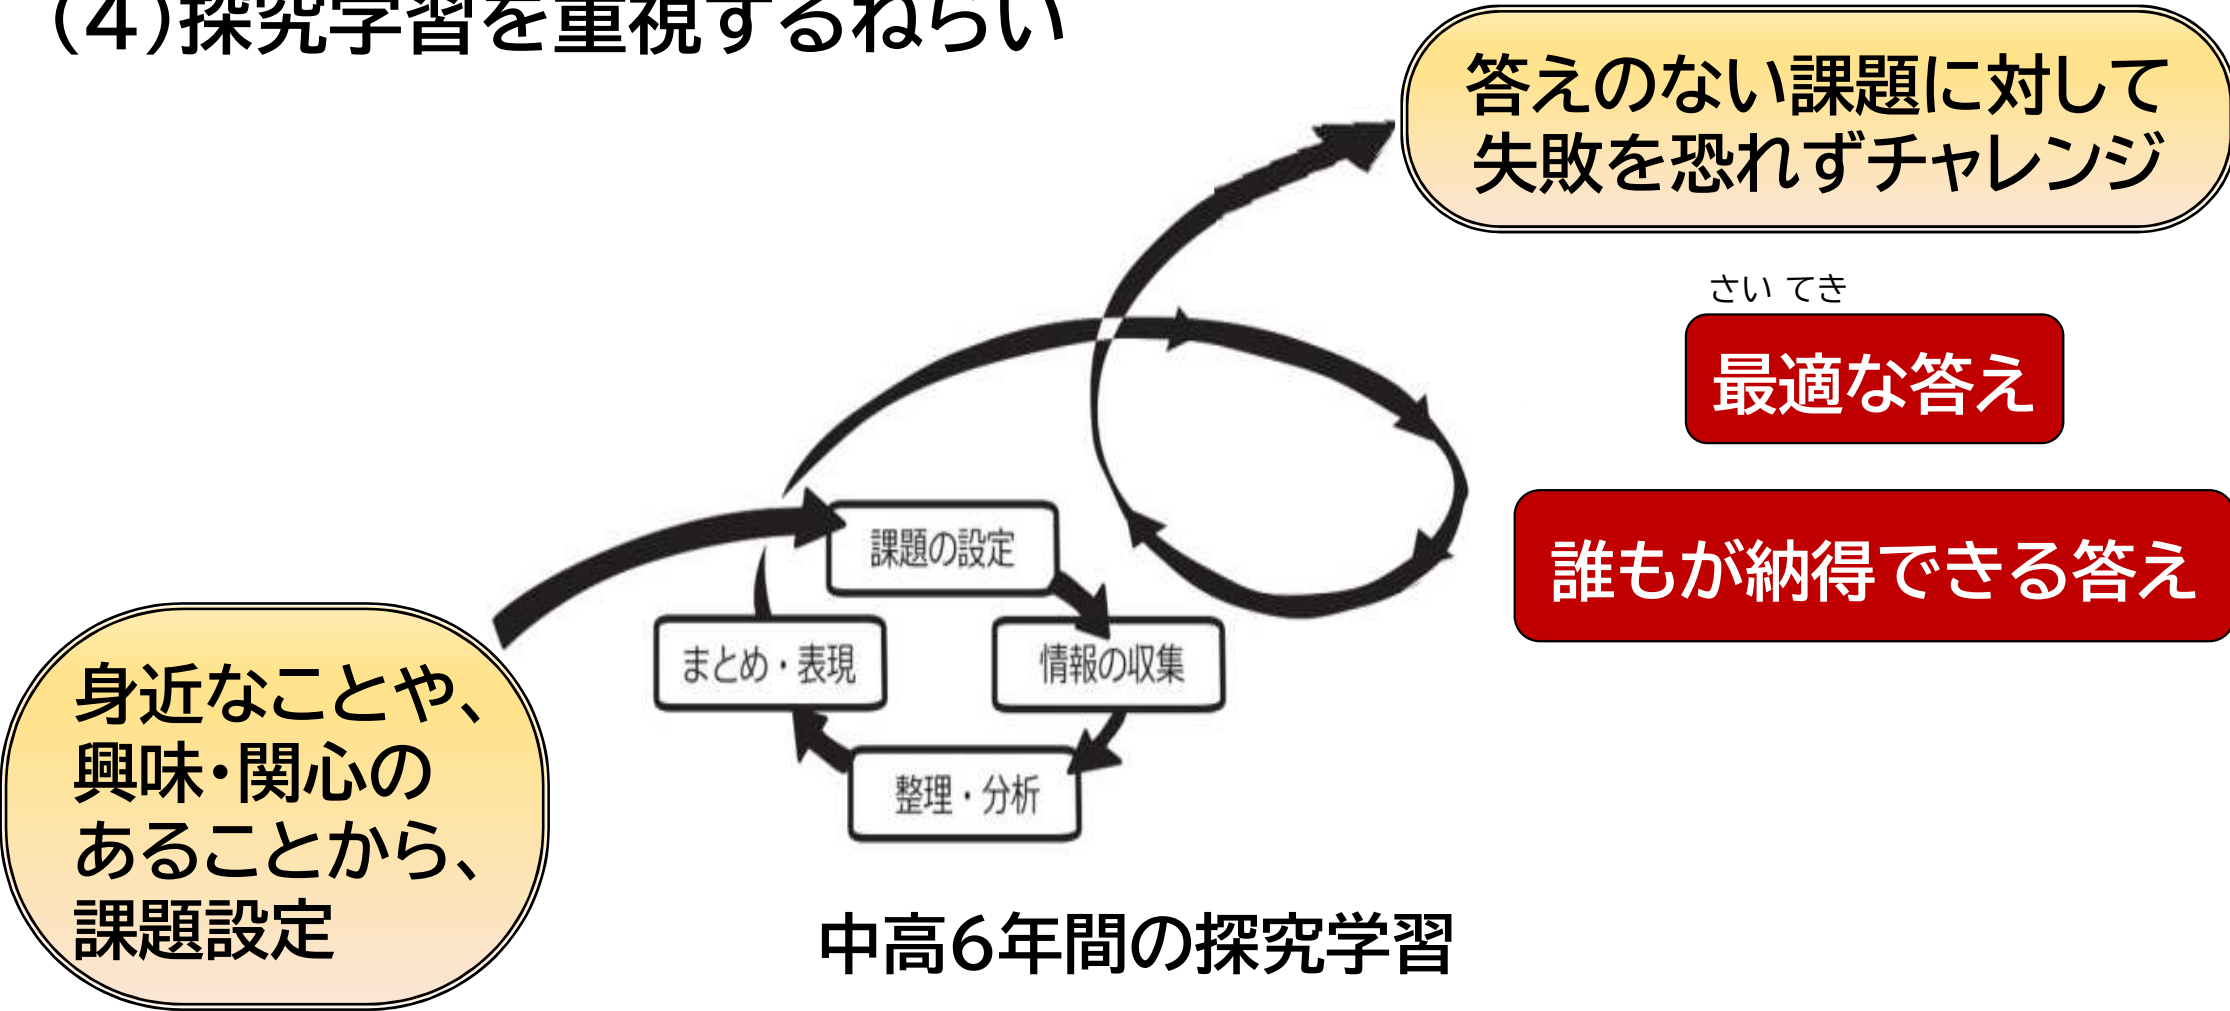 （4）探究学習を重視するねらい
答えのない課題に対して
失敗を恐れずチャレンジ
さい てき
最適な答え
誰もが納得できる答え
課題の設定
まとめ・表現
情報の収集
整理・分析
身近なことや、
興味・関心の
あることから、
課題設定
中高6年間の探究学習